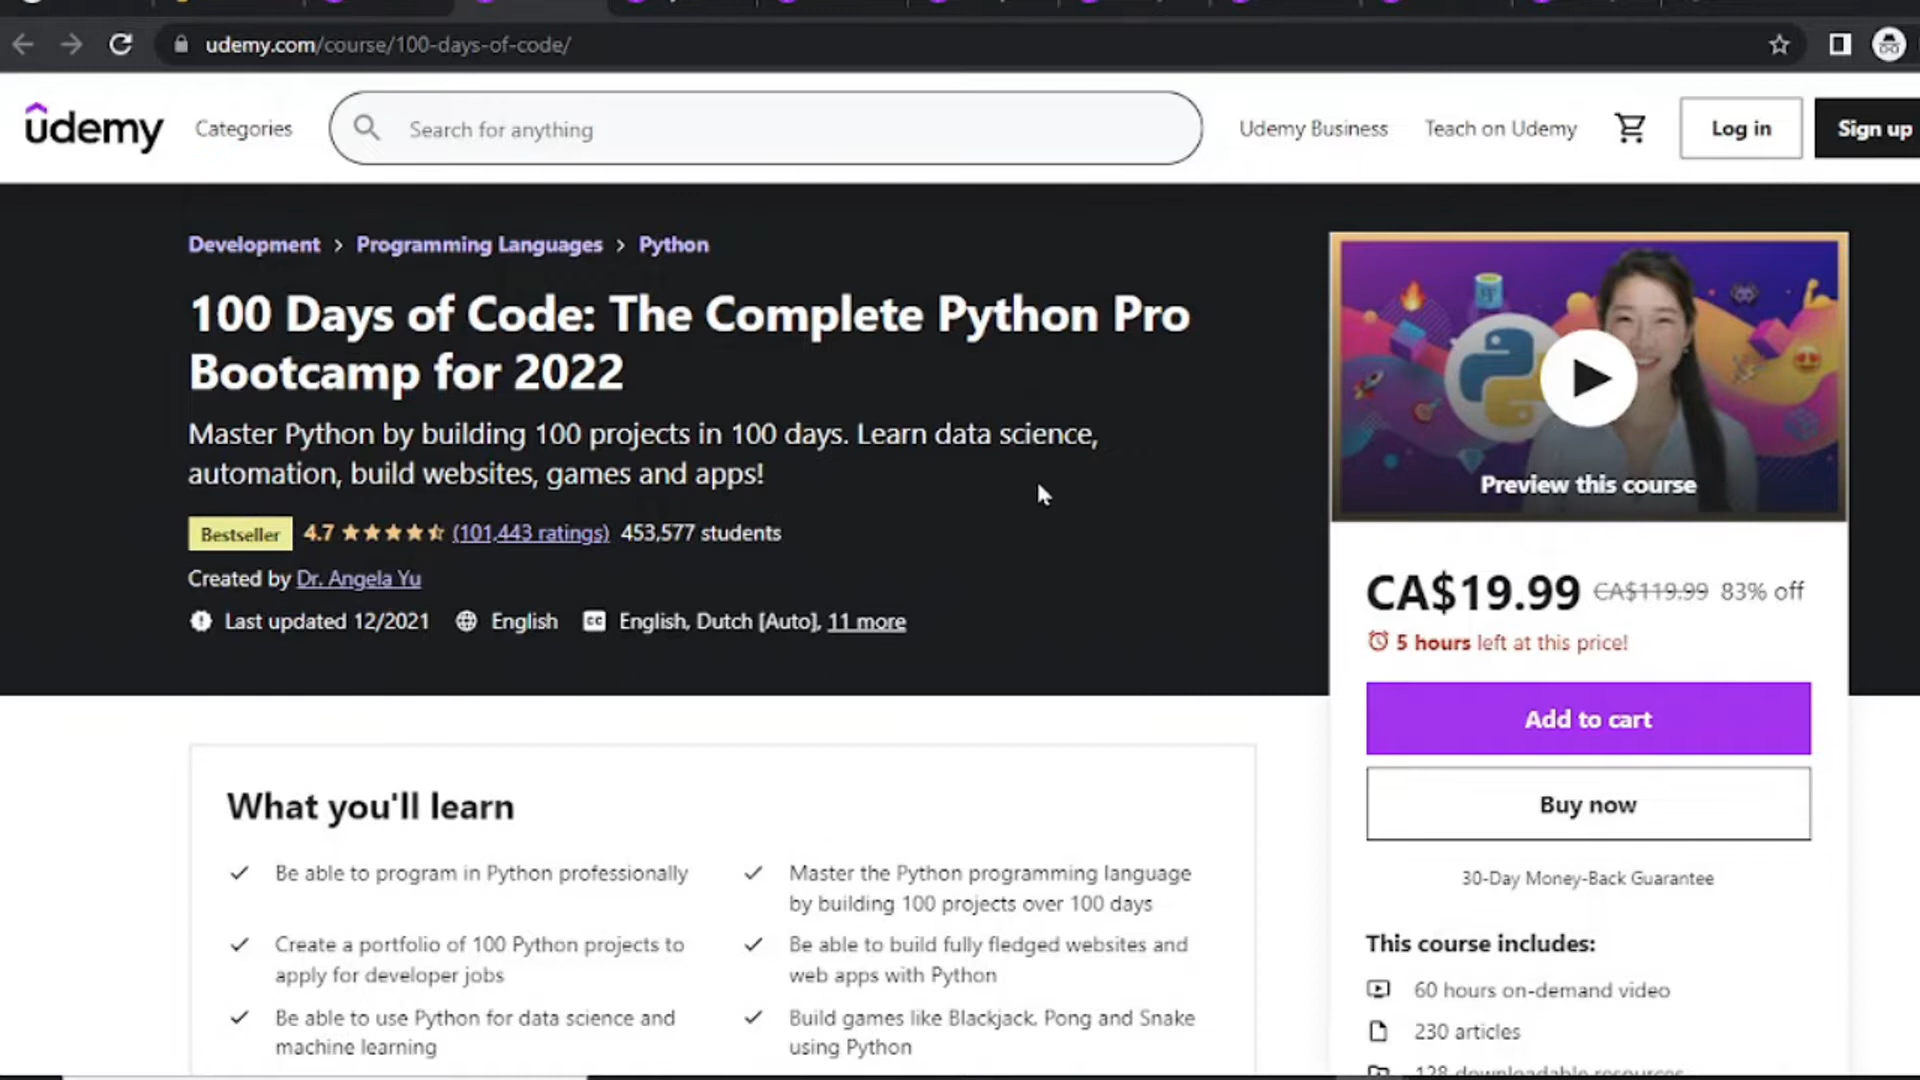 udemy.com/course/100-days-of-code/
udemy
Categories
Search for anything
Udemy Business
Teach on Udemy
Log in
Sign up
Development > Programming Languages > Python
100 Days of Code: The Complete Python Pro
Bootcamp for 2022
Master Python by building 100 projects in 100 days. Learn data science,
automation, build websites, games and apps!
Bestseller 4.7 (101,443 ratings) 453,577 students
Created by Dr. Angela Yu
Last updated 12/2021 English CC English, Dutch [Auto], 11 more
Preview this course
CA$19.99 CA$119.99 83% off
5 hours left at this price!
Add to cart
Buy now
30-Day Money-Back Guarantee
This course includes:
60 hours on-demand video
230 articles
128 downloadable resources
What you'll learn
Be able to program in Python professionally
Master the Python programming language
by building 100 projects over 100 days
Create a portfolio of 100 Python projects to
apply for developer jobs
Be able to build fully fledged websites and
web apps with Python
Be able to use Python for data science and
machine learning
Build games like Blackjack, Pong and Snake
using Python